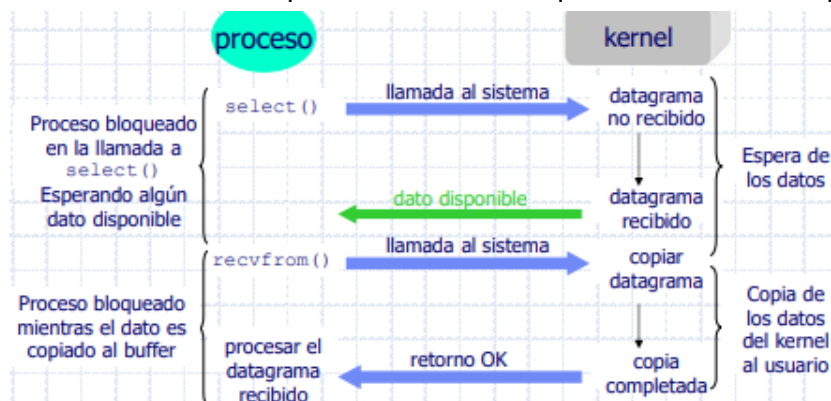 proceso
kernel
select()
llamada al sistema
datagrama
no recibido
Proceso bloqueado
en la llamada a
select()
Esperando algún
dato disponible
Espera de
los datos
dato disponible
datagrama
recibido
recvfrom()
llamada al sistema
copiar
datagrama
Proceso bloqueado
mientras el dato es
copiado al buffer
Copia de
los datos
del kernel
al usuario
procesar el
datagrama
recibido
retorno OK
copia
completada